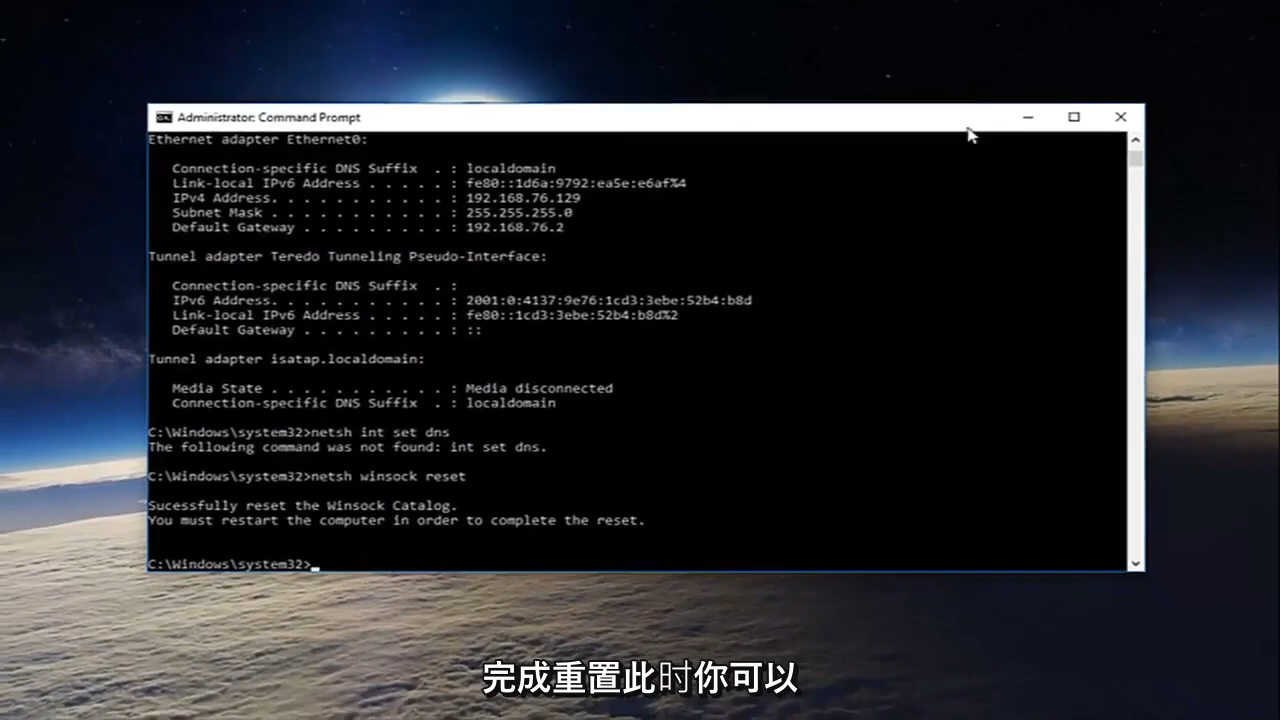 Administrator: Command Prompt
Ethernet adapter Ethernet0:
Connection-specific DNS Suffix . : localdomain
Link-local IPv6 Address . . . . . : fe80::1d6a:9792:ea5e:e6af%4
IPv4 Address. . . . . . . . . . . : 192.168.76.129
Subnet Mask . . . . . . . . . . . : 255.255.255.0
Default Gateway . . . . . . . . . : 192.168.76.2
Tunnel adapter Teredo Tunneling Pseudo-Interface:
Connection-specific DNS Suffix . :
IPv6 Address. . . . . . . . . . . : 2001:0:4137:9e76:1cd3:3ebe:52b4:b8d
Link-local IPv6 Address . . . . . : fe80::1cd3:3ebe:52b4:b8d%2
Default Gateway . . . . . . . . . : ::
Tunnel adapter isatap.localdomain:
Media State . . . . . . . . . . . : Media disconnected
Connection-specific DNS Suffix . : localdomain
C:\Windows\system32>netsh int set dns
The following command was not found: int set dns.
C:\Windows\system32>netsh winsock reset
Sucessfully reset the Winsock Catalog.
You must restart the computer in order to complete the reset.
C:\Windows\system32>
完成重置此时你可以